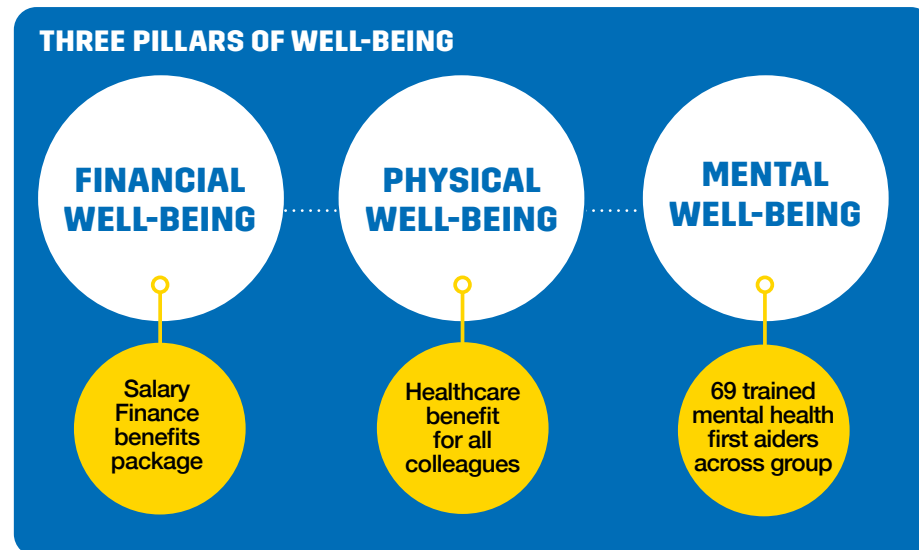 THREE PILLARS OF WELL-BEING
FINANCIAL
WELL-BEING
PHYSICAL
WELL-BEING
MENTAL
WELL-BEING
Salary
Finance
benefits
package
Healthcare
benefit
for all
colleagues
69 trained
mental health
first aiders
across group